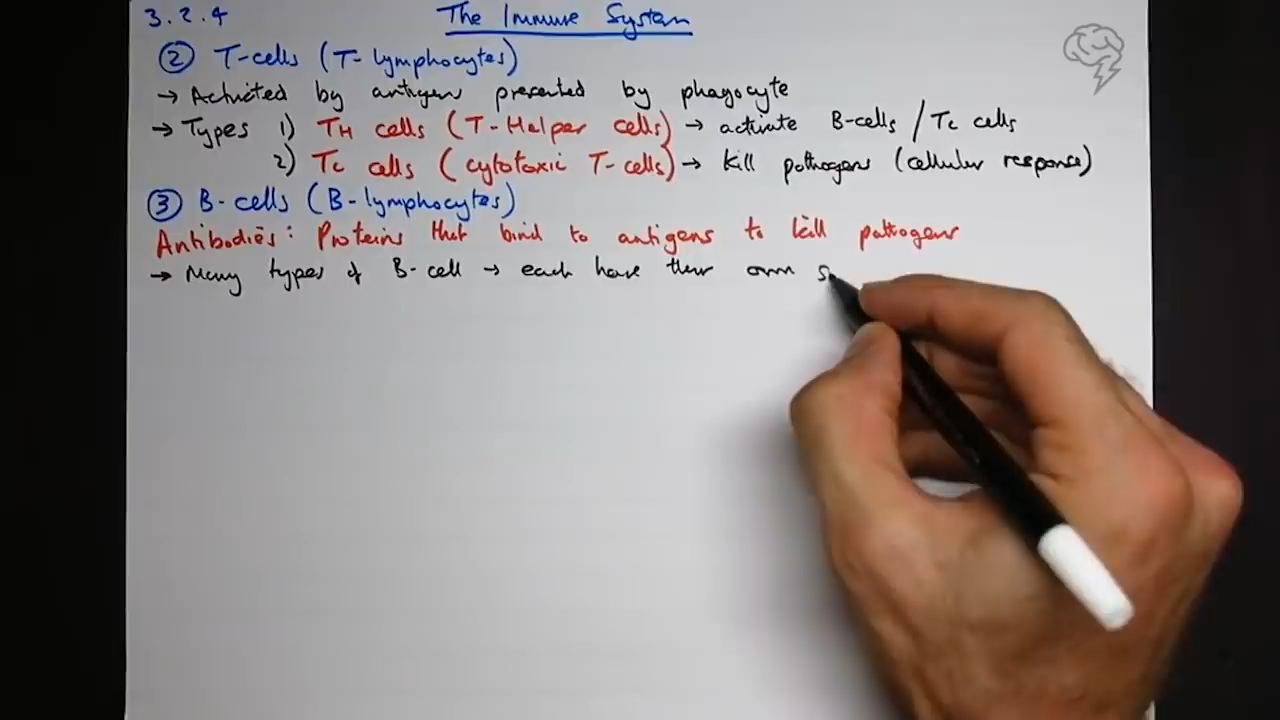 3.2.4 The Immune System
② T-cells (T-lymphocytes)
→ Activated by antigens presented by phagocyte
→ Types 1) TH cells (T-Helper cells) → activate B-cells / Tc cells
2) Tc cells (cytotoxic T-cells) → kill pathogens (cellular response)
③ B-cells (B-lymphocytes)
Antibodies: Proteins that bind to antigens to kill pathogens
→ Many types of B-cell → each have their own s